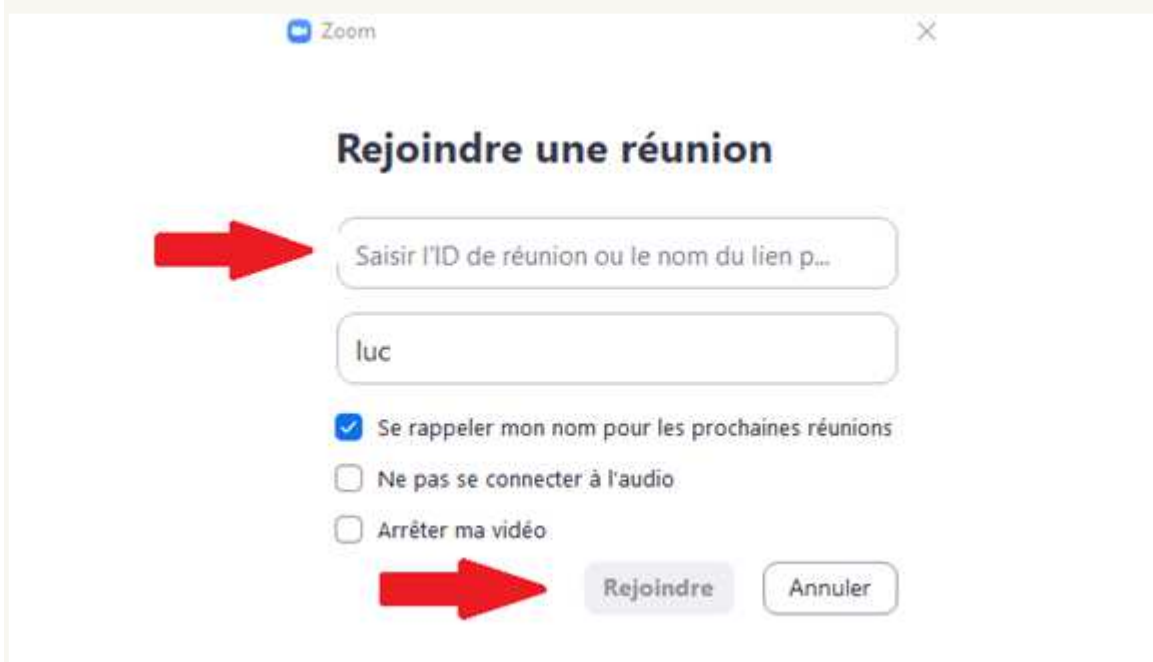 Zoom
Rejoindre une réunion
Saisir l'ID de réunion ou le nom du lien p...
luc
Se rappeler mon nom pour les prochaines réunions
Ne pas se connecter à l'audio
Arrêter ma vidéo
Rejoindre
Annuler